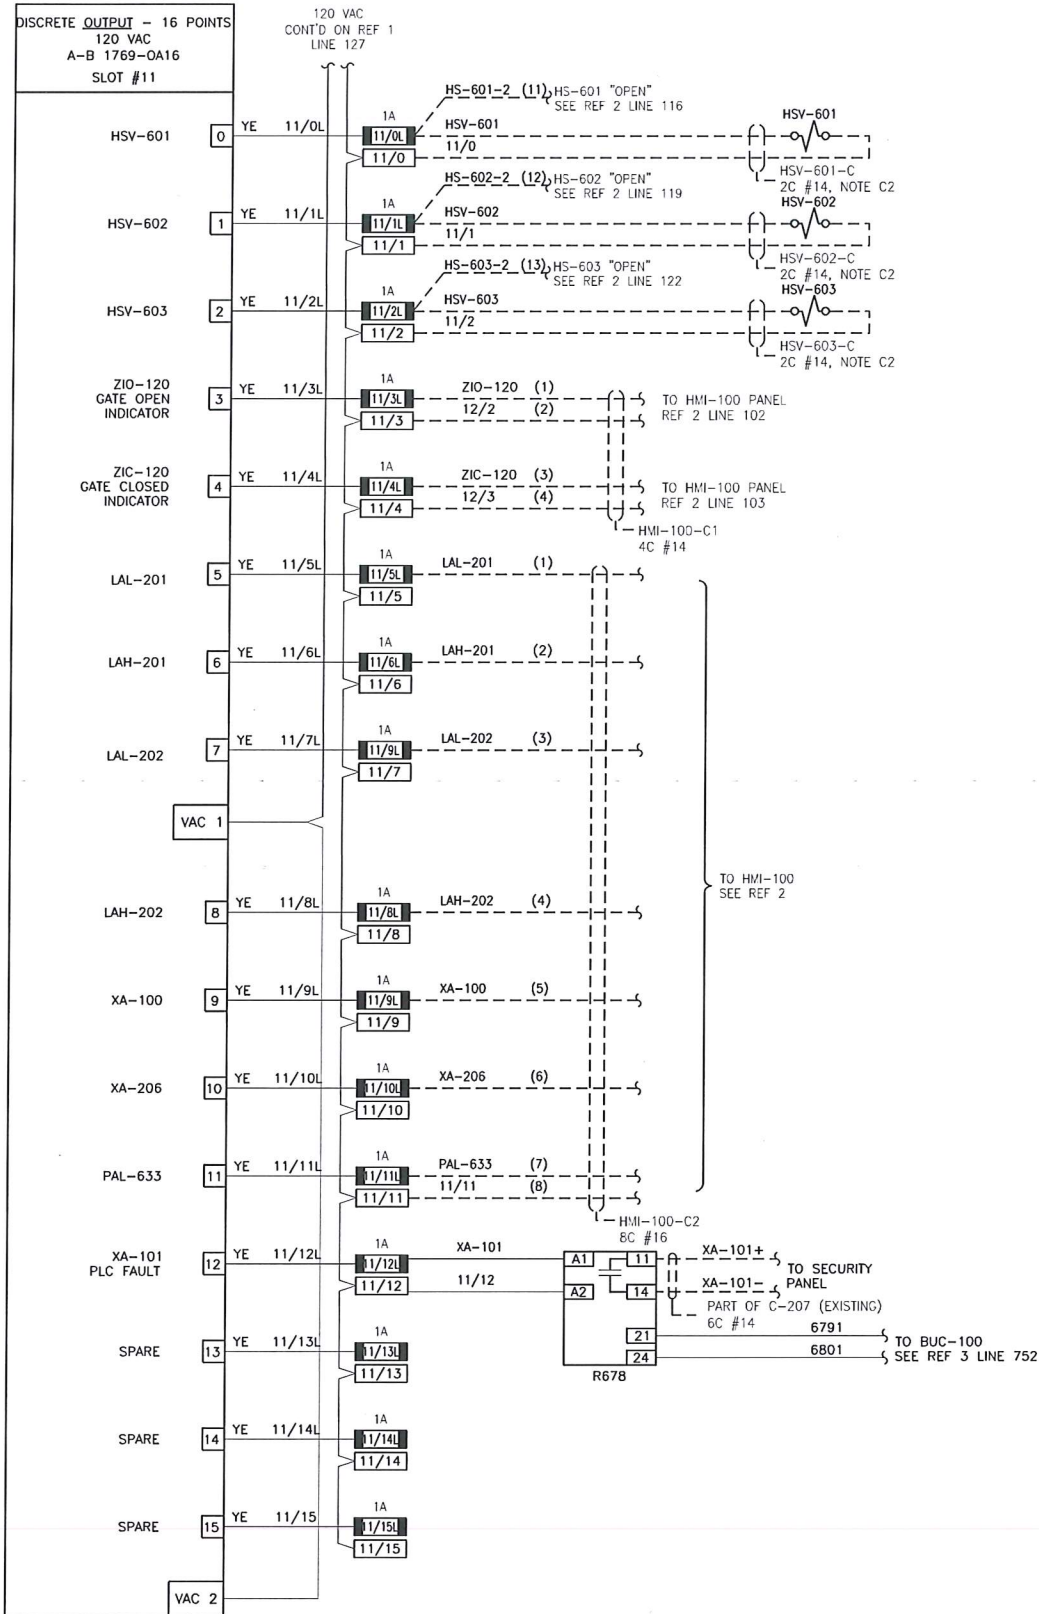 DISCRETE OUTPUT – 16 POINTS
120 VAC
A-B 1769-OA16
SLOT #11
120 VAC
CONT'D ON REF 1
LINE 127
HSV-601 0 YE 11/0L 1A 11/0L 11/0
HS-601-2 (11) HS-601 "OPEN"
SEE REF 2 LINE 116
HSV-601 HSV-601
11/0
HSV-601-C
2C #14, NOTE C2
HSV-602 1 YE 11/1L 1A 11/1L 11/1
HS-602-2 (12) HS-602 "OPEN"
SEE REF 2 LINE 119
HSV-602 HSV-602
11/1
HSV-602-C
2C #14, NOTE C2
HSV-603 2 YE 11/2L 1A 11/2L 11/2
HS-603-2 (13) HS-603 "OPEN"
SEE REF 2 LINE 122
HSV-603 HSV-603
11/2
HSV-603-C
2C #14, NOTE C2
ZIO-120
GATE OPEN
INDICATOR
3 YE 11/3L 1A 11/3L 11/3
ZIO-120 (1)
12/2 (2)
TO HMI-100 PANEL
REF 2 LINE 102
ZIC-120
GATE CLOSED
INDICATOR
4 YE 11/4L 1A 11/4L 11/4
ZIC-120 (3)
12/3 (4)
TO HMI-100 PANEL
REF 2 LINE 103
HMI-100-C1
4C #14
LAL-201 5 YE 11/5L 1A 11/5L 11/5
LAL-201 (1)
LAH-201 6 YE 11/6L 1A 11/6L 11/6
LAH-201 (2)
LAL-202 7 YE 11/7L 1A 11/9L 11/7
LAL-202 (3)
VAC 1
TO HMI-100
SEE REF 2
LAH-202 8 YE 11/8L 1A 11/8L 11/8
LAH-202 (4)
XA-100 9 YE 11/9L 1A 11/9L 11/9
XA-100 (5)
XA-206 10 YE 11/10L 1A 11/10L 11/10
XA-206 (6)
PAL-633 11 YE 11/11L 1A 11/11L 11/11
PAL-633 (7)
11/11 (8)
HMI-100-C2
8C #16
XA-101
PLC FAULT
12 YE 11/12L 1A 11/12L 11/12
XA-101
11/12
A1 11 XA-101+
A2 14 XA-101-
TO SECURITY
PANEL
PART OF C-207 (EXISTING)
6C #14
21 6791
24 6801
TO BUC-100
SEE REF 3 LINE 752
R678
SPARE 13 YE 11/13L 1A 11/13L 11/13
SPARE 14 YE 11/14L 1A 11/14L 11/14
SPARE 15 YE 11/15 1A 11/15L 11/15
VAC 2